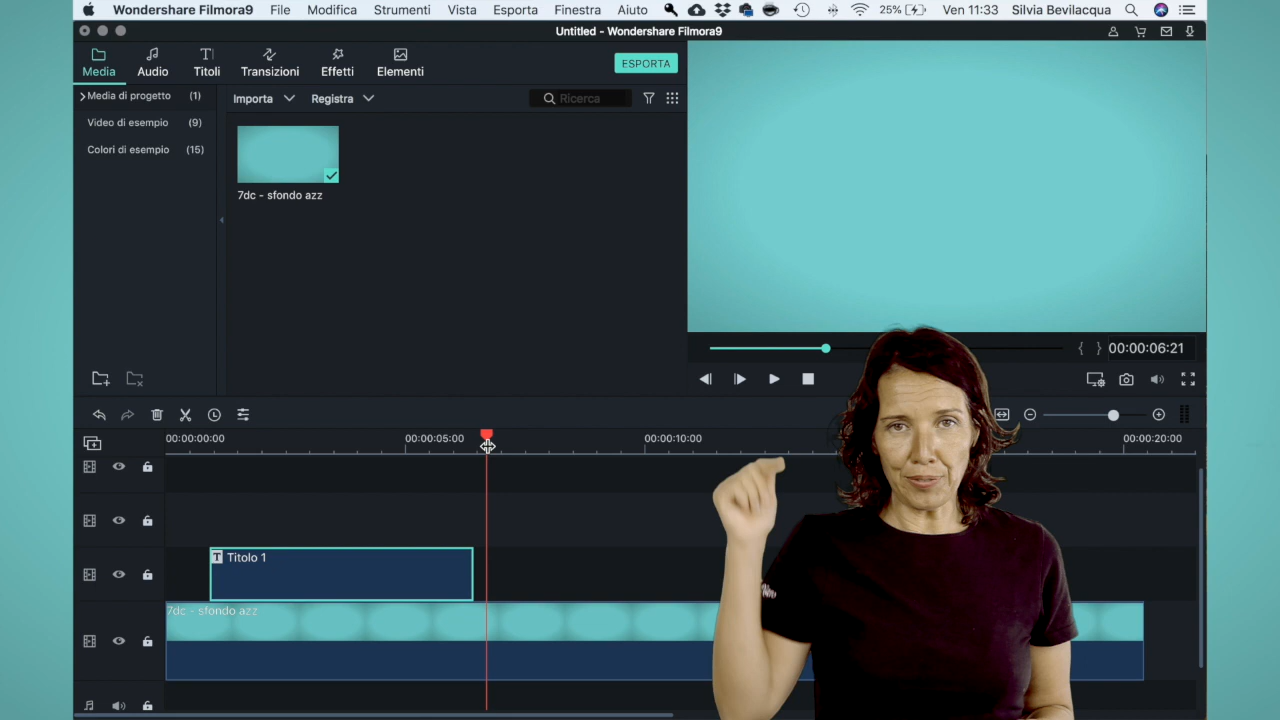 Wondershare Filmora9 File Modifica Strumenti Vista Esporta Finestra Aiuto 25% Ven 11:33 Silvia Bevilacqua
Untitled - Wondershare Filmora9
Media Audio Titoli Transizioni Effetti Elementi ESPORTA
Media di progetto (1)
Importa Registra Ricerca
Video di esempio (9)
Colori di esempio (15)
7dc - sfondo azz
{ } 00:00:06:21
00:00:00:00 00:00:05:00 00:00:10:00 00:00:20:00
T Titolo 1
7dc - sfondo azz